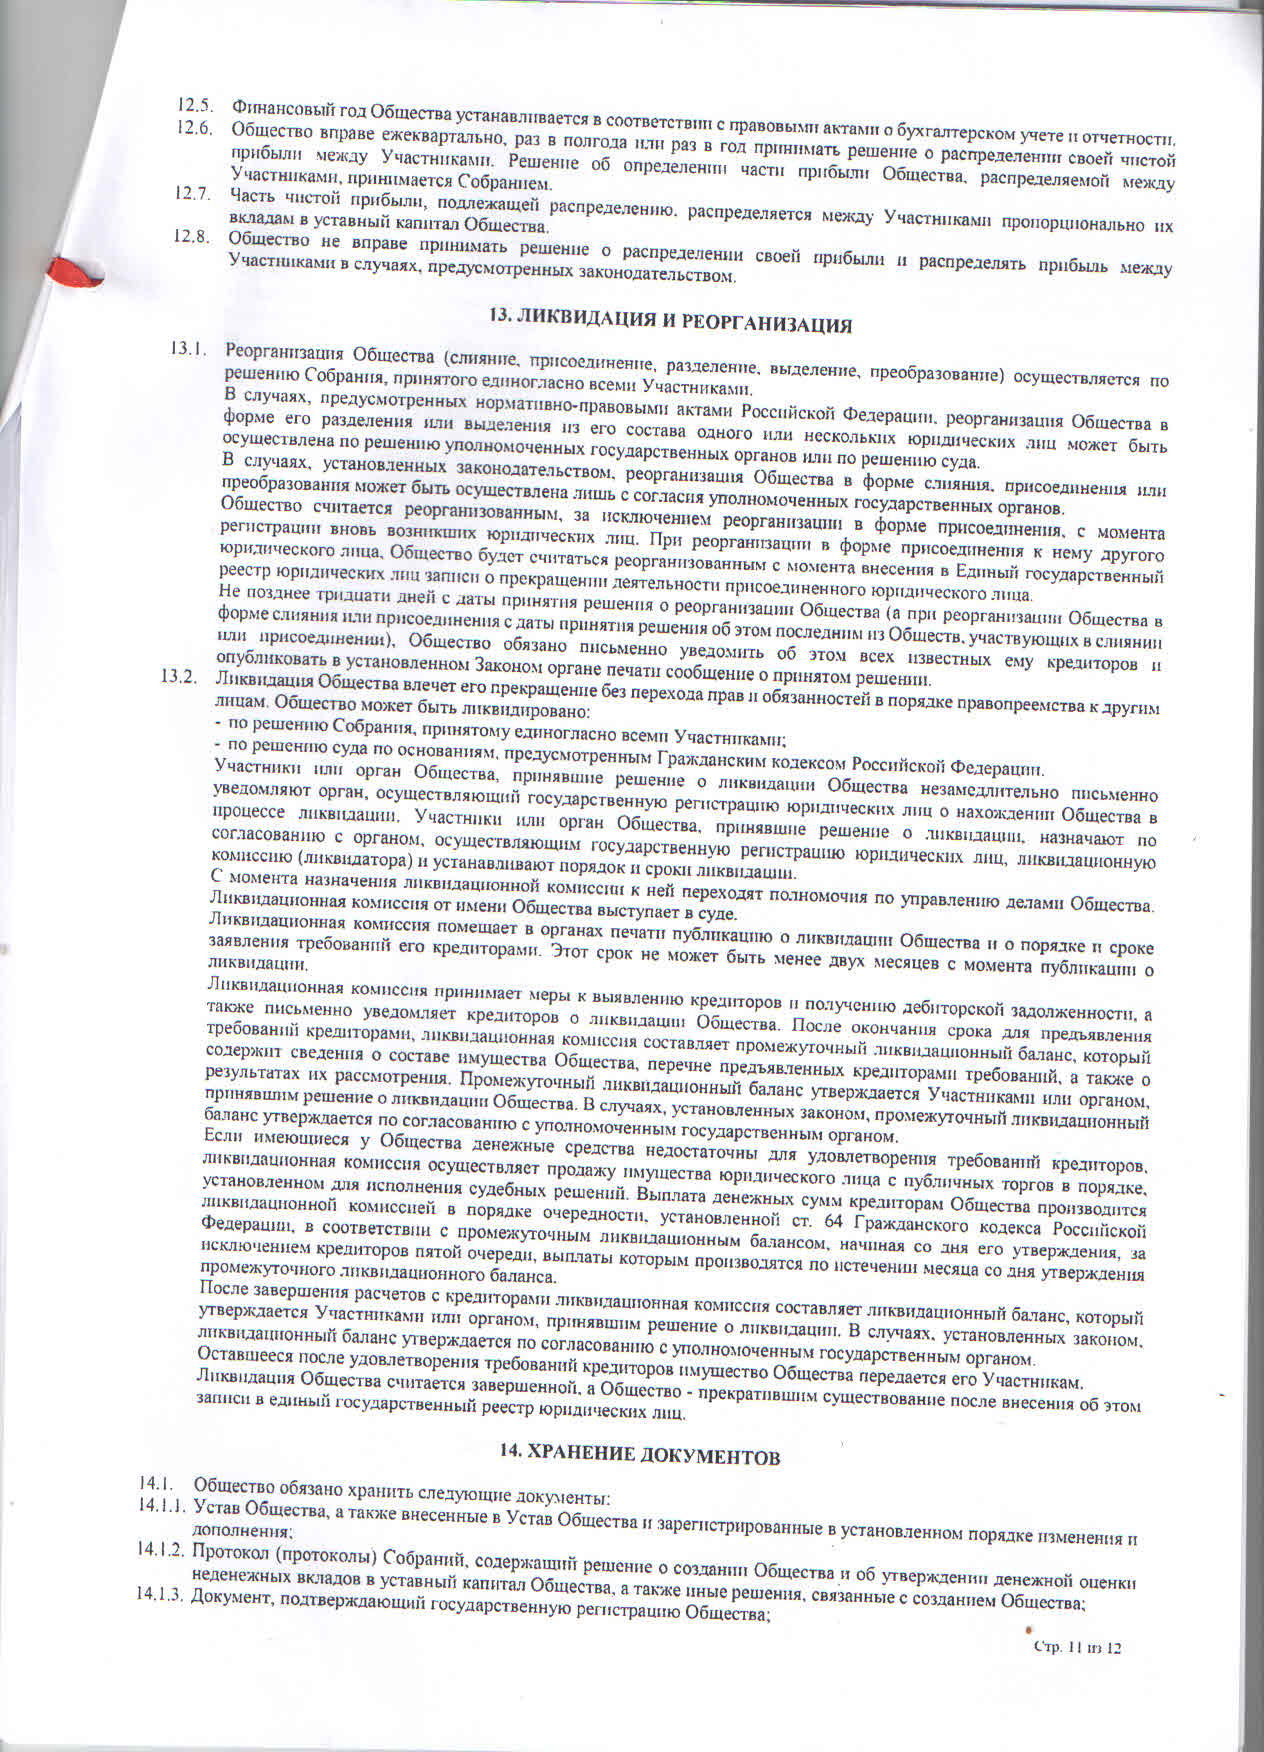 12.5. Финансовый год Общества устанавливается в соответствии с правовыми актами о бухгалтерском учете и отчетности.
12.6. Общество вправе ежеквартально, раз в полгода или раз в год принимать решение о распределении своей чистой
прибыли между Участниками. Решение об определении части прибыли Общества, распределяемой между
Участниками, принимается Собранием.
12.7. Часть чистой прибыли, подлежащей распределению, распределяется между Участниками пропорционально их
вкладам в уставный капитал Общества.
12.8. Общество не вправе принимать решение о распределении своей прибыли и распределять прибыль между
Участниками в случаях, предусмотренных законодательством.
13. ЛИКВИДАЦИЯ И РЕОРГАНИЗАЦИЯ
13.1. Реорганизация Общества (слияние, присоединение, разделение, выделение, преобразование) осуществляется по
решению Собрания, принятого единогласно всеми Участниками.
В случаях, предусмотренных нормативно-правовыми актами Российской Федерации, реорганизация Общества в
форме его разделения или выделения из его состава одного или нескольких юридических лиц может быть
осуществлена по решению уполномоченных государственных органов или по решению суда.
В случаях, установленных законодательством, реорганизация Общества в форме слияния, присоединения или
преобразования может быть осуществлена лишь с согласия уполномоченных государственных органов.
Общество считается реорганизованным, за исключением реорганизации в форме присоединения, с момента
регистрации вновь возникших юридических лиц. При реорганизации в форме присоединения к нему другого
юридического лица, Общество будет считаться реорганизованным с момента внесения в Единый государственный
реестр юридических лиц записи о прекращении деятельности присоединенного юридического лица.
Не позднее тридцати дней с даты принятия решения о реорганизации Общества (а при реорганизации Общества в
форме слияния или присоединения с даты принятия решения об этом последним из Обществ, участвующих в слиянии
или присоединении), Общество обязано письменно уведомить об этом всех известных ему кредиторов и
опубликовать в установленном Законом органе печати сообщение о принятом решении.
13.2. Ликвидация Общества влечет его прекращение без перехода прав и обязанностей в порядке правопреемства к другим
лицам. Общество может быть ликвидировано:
- по решению Собрания, принятому единогласно всеми Участниками;
- по решению суда по основаниям, предусмотренным Гражданским кодексом Российской Федерации.
Участники или орган Общества, принявшие решение о ликвидации Общества незамедлительно письменно
уведомляют орган, осуществляющий государственную регистрацию юридических лиц о нахождении Общества в
процессе ликвидации. Участники или орган Общества, принявшие решение о ликвидации, назначают по
согласованию с органом, осуществляющим государственную регистрацию юридических лиц, ликвидационную
комиссию (ликвидатора) и устанавливают порядок и сроки ликвидации.
С момента назначения ликвидационной комиссии к ней переходят полномочия по управлению делами Общества.
Ликвидационная комиссия от имени Общества выступает в суде.
Ликвидационная комиссия помещает в органах печати публикацию о ликвидации Общества и о порядке и сроке
заявления требований его кредиторами. Этот срок не может быть менее двух месяцев с момента публикации о
ликвидации.
Ликвидационная комиссия принимает меры к выявлению кредиторов и получению дебиторской задолженности, а
также письменно уведомляет кредиторов о ликвидации Общества. После окончания срока для предъявления
требований кредиторами, ликвидационная комиссия составляет промежуточный ликвидационный баланс, который
содержит сведения о составе имущества Общества, перечне предъявленных кредиторами требований, а также о
результатах их рассмотрения. Промежуточный ликвидационный баланс утверждается Участниками или органом,
принявшим решение о ликвидации Общества. В случаях, установленных законом, промежуточный ликвидационный
баланс утверждается по согласованию с уполномоченным государственным органом.
Если имеющиеся у Общества денежные средства недостаточны для удовлетворения требований кредиторов,
ликвидационная комиссия осуществляет продажу имущества юридического лица с публичных торгов в порядке,
установленном для исполнения судебных решений. Выплата денежных сумм кредиторам Общества производится
ликвидационной комиссией в порядке очередности, установленной ст. 64 Гражданского кодекса Российской
Федерации, в соответствии с промежуточным ликвидационным балансом, начиная со дня его утверждения, за
исключением кредиторов пятой очереди, выплаты которым производятся по истечении месяца со дня утверждения
промежуточного ликвидационного баланса.
После завершения расчетов с кредиторами ликвидационная комиссия составляет ликвидационный баланс, который
утверждается Участниками или органом, принявшим решение о ликвидации. В случаях, установленных законом,
ликвидационный баланс утверждается по согласованию с уполномоченным государственным органом.
Оставшееся после удовлетворения требований кредиторов имущество Общества передается его Участникам.
Ликвидация Общества считается завершенной, а Общество - прекратившим существование после внесения об этом
записи в единый государственный реестр юридических лиц.
14. ХРАНЕНИЕ ДОКУМЕНТОВ
14.1. Общество обязано хранить следующие документы:
14.1.1. Устав Общества, а также внесенные в Устав Общества и зарегистрированные в установленном порядке изменения и
дополнения;
14.1.2. Протокол (протоколы) Собраний, содержащий решение о создании Общества и об утверждении денежной оценки
неденежных вкладов в уставный капитал Общества, а также иные решения, связанные с созданием Общества;
14.1.3. Документ, подтверждающий государственную регистрацию Общества;
Стр. 11 из 12